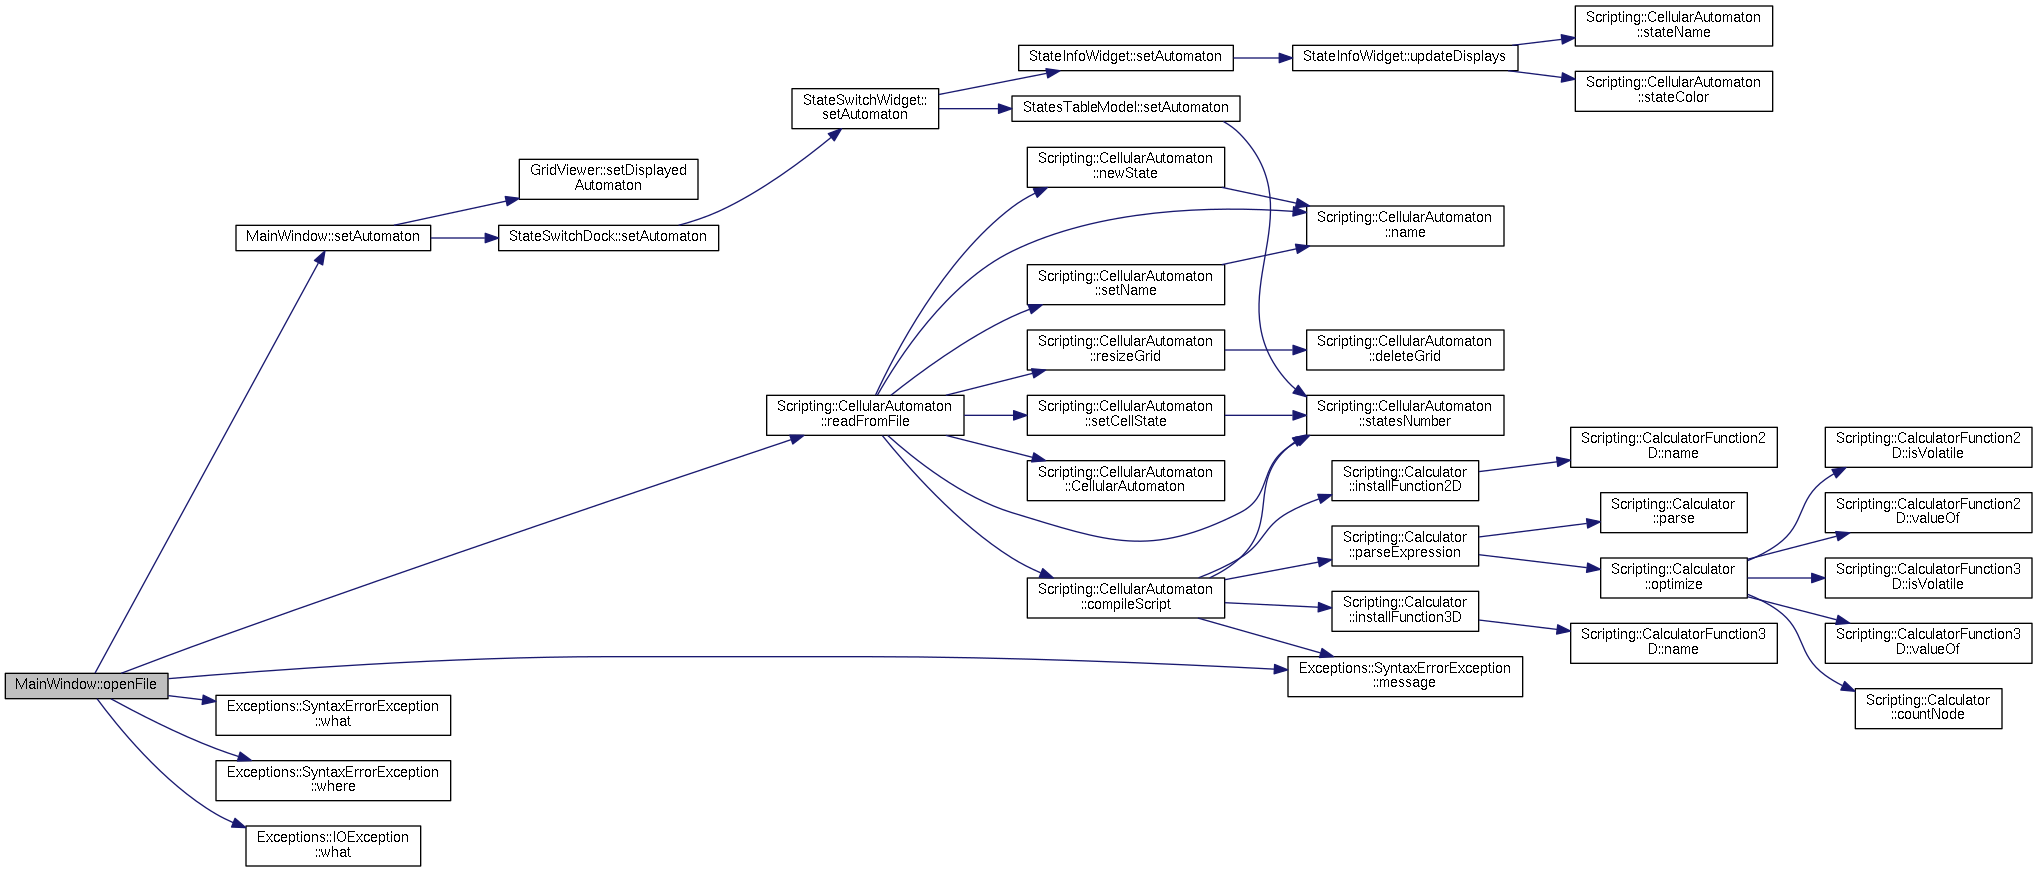 MainWindow::openFile
MainWindow::setAutomaton
Exceptions::SyntaxErrorException
::what
Exceptions::SyntaxErrorException
::where
Exceptions::IOException
::what
GridViewer::setDisplayed
Automaton
StateSwitchDock::setAutomaton
StateSwitchWidget::
setAutomaton
Scripting::CellularAutomaton
::readFromFile
StateInfoWidget::setAutomaton
StatesTableModel::setAutomaton
Scripting::CellularAutomaton
::newState
Scripting::CellularAutomaton
::setName
Scripting::CellularAutomaton
::resizeGrid
Scripting::CellularAutomaton
::setCellState
Scripting::CellularAutomaton
::CellularAutomaton
Scripting::CellularAutomaton
::compileScript
StateInfoWidget::updateDisplays
Scripting::CellularAutomaton
::name
Scripting::CellularAutomaton
::deleteGrid
Scripting::CellularAutomaton
::statesNumber
Scripting::Calculator
::installFunction2D
Scripting::Calculator
::parseExpression
Scripting::Calculator
::installFunction3D
Exceptions::SyntaxErrorException
::message
Scripting::CellularAutomaton
::stateName
Scripting::CellularAutomaton
::stateColor
Scripting::CalculatorFunction2
D::name
Scripting::Calculator
::parse
Scripting::Calculator
::optimize
Scripting::CalculatorFunction3
D::name
Scripting::CalculatorFunction2
D::isVolatile
Scripting::CalculatorFunction2
D::valueOf
Scripting::CalculatorFunction3
D::isVolatile
Scripting::CalculatorFunction3
D::valueOf
Scripting::Calculator
::countNode